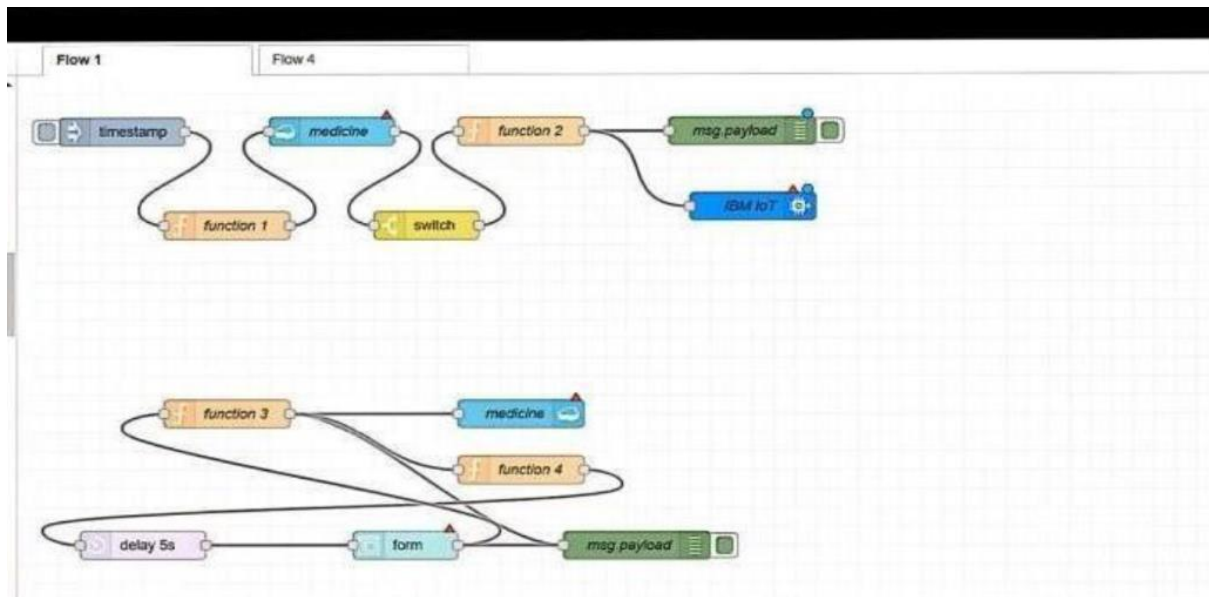 Flow 1
Flow 4
timestamp
medicine
function 2
msg.payload
IBM IoT
function 1
switch
function 3
medicine
function 4
delay 5s
form
msg.payload